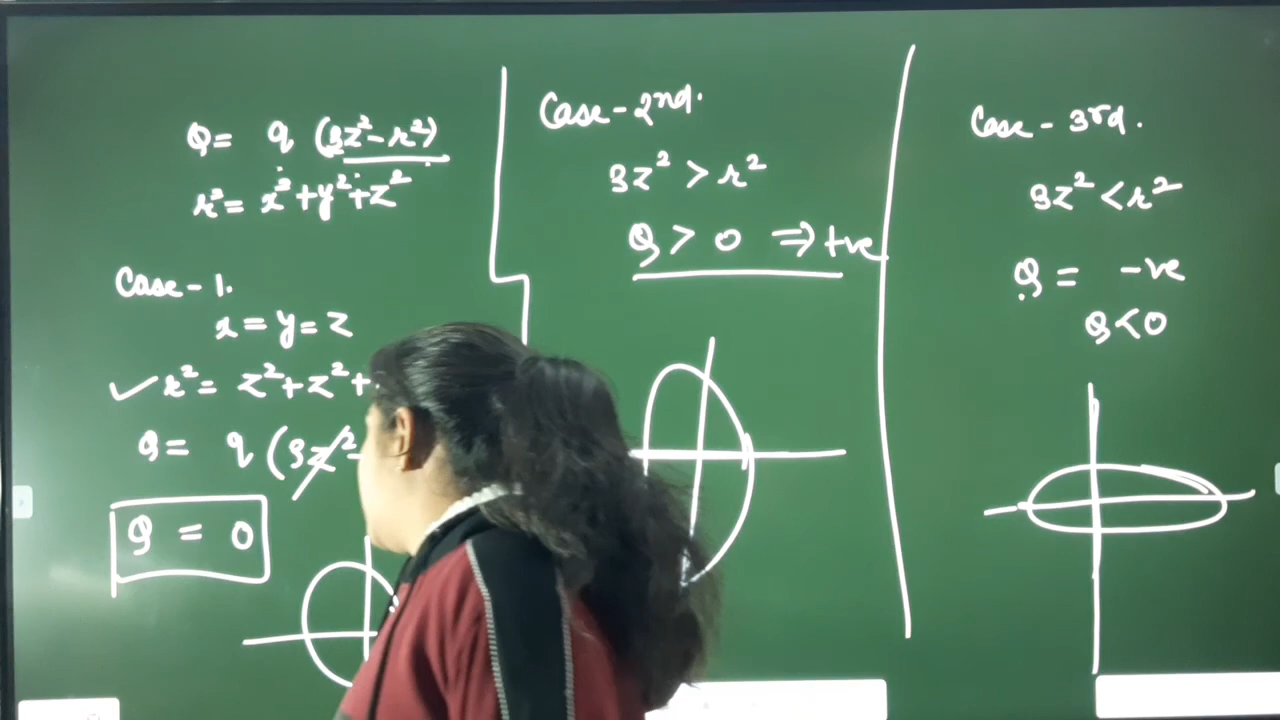 Q = q (3z² - r²)
r² = x² + y² + z²
Case - 1.
x = y = z
✓ r² = z² + z² +
Q = q (3z² -
Q = 0
Case - 2nd.
3z² > r²
Q > 0 ⇒ +ve
Case - 3rd.
3z² < r²
Q = -ve
Q < 0